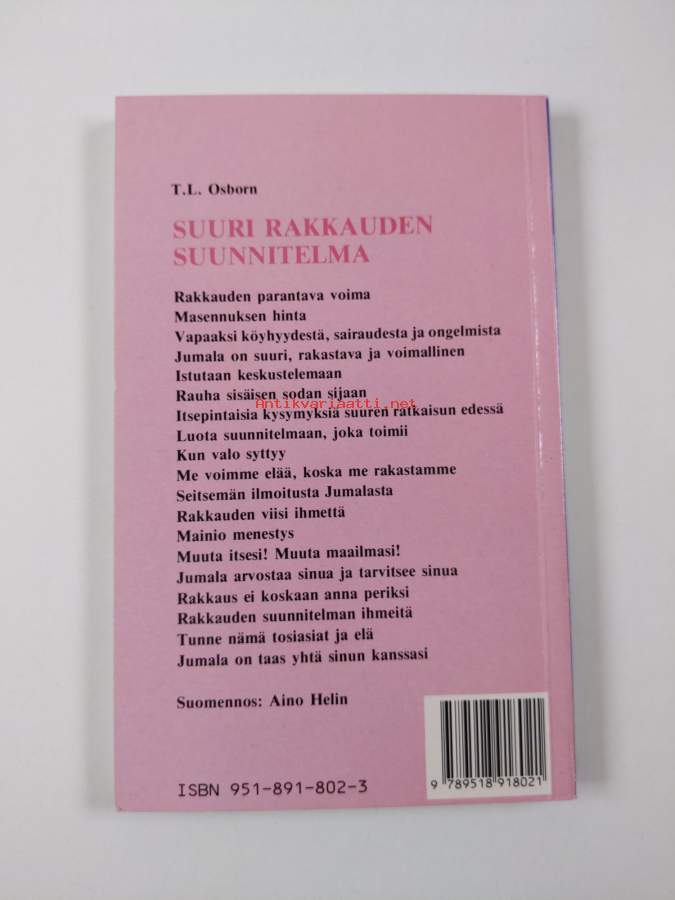 T.L. Osborn
SUURI RAKKAUDEN
SUUNNITELMA
Rakkauden parantava voima
Masennuksen hinta
Vapaaksi köyhyydestä, sairaudesta ja ongelmista
Jumala on suuri, rakastava ja voimallinen
Istutaan keskustelemaan
Rauha sisäisen sodan sijaan
Antikvariaatti.net
Itsepintaisia kysymyksiä suuren ratkaisun edessä
Luota suunnitelmaan, joka toimii
Kun valo syttyy
Me voimme elää, koska me rakastamme
Seitsemän ilmoitusta Jumalasta
Rakkauden viisi ihmettä
Mainio menestys
Muuta itsesi! Muuta maailmasi!
Jumala arvostaa sinua ja tarvitsee sinua
Rakkaus ei koskaan anna periksi
Rakkauden suunnitelman ihmeitä
Tunne nämä tosiasiat ja elä
Jumala on taas yhtä sinun kanssasi
Suomennos: Aino Helin
ISBN 951-891-802-3
9 789518 918021